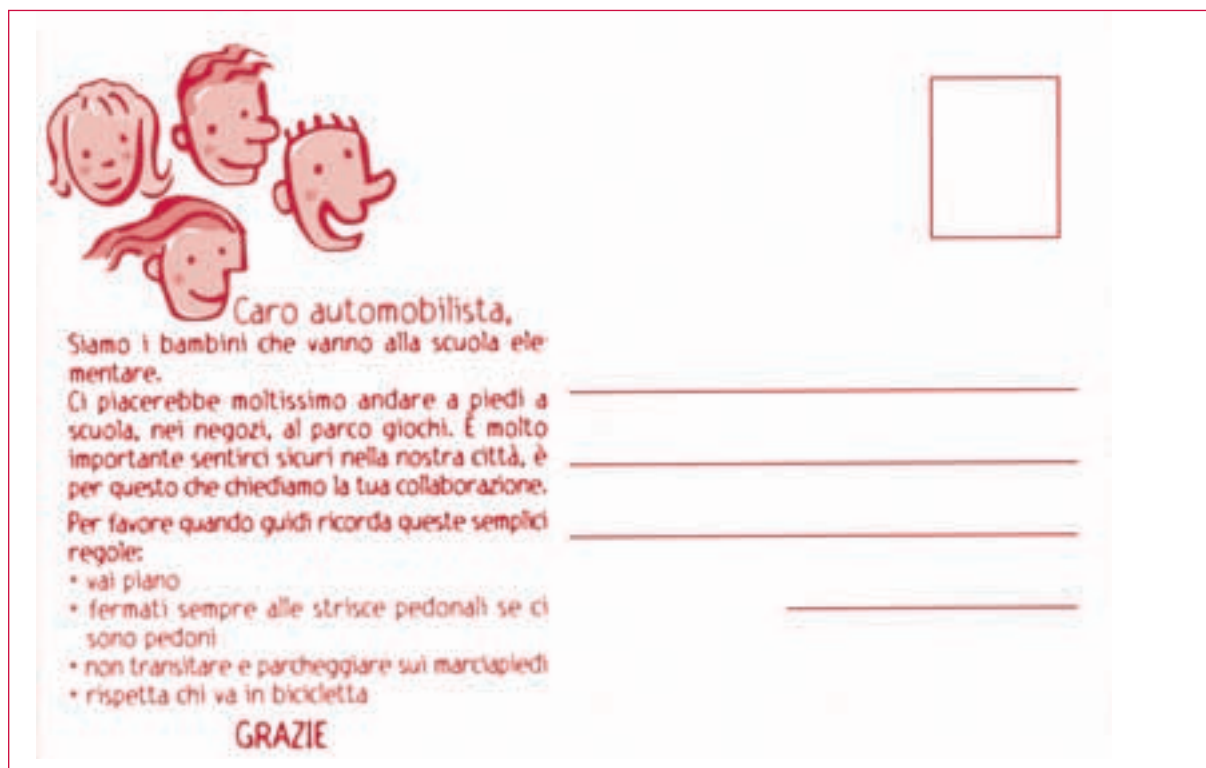 Caro automobilista,
Siamo i bambini che vanno alla scuola ele-
mentare.
Ci piacerebbe moltissimo andare a piedi a
scuola, nei negozi, al parco giochi. È molto
importante sentirci sicuri nella nostra città, è
per questo che chiediamo la tua collaborazione.
Per favore quando guidi ricorda queste semplici
regole:
• vai piano
• fermati sempre alle strisce pedonali se ci
sono pedoni
• non transitare e parcheggiare sui marciapiedi
• rispetta chi va in bicicletta
GRAZIE